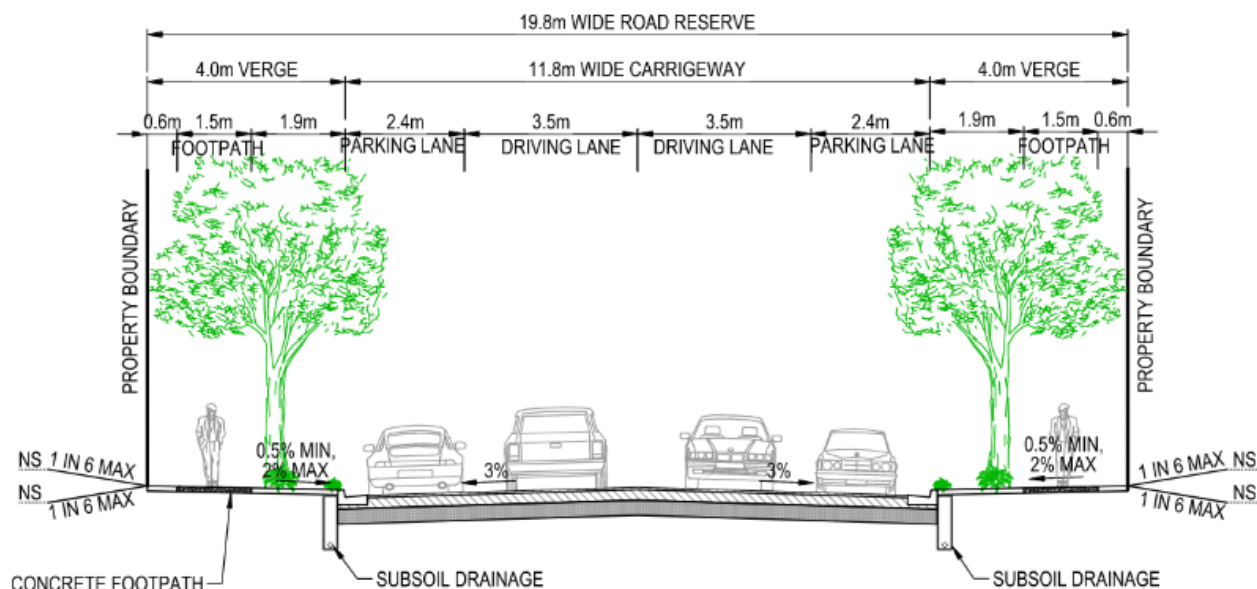 19.8m WIDE ROAD RESERVE
4.0m VERGE
11.8m WIDE CARRIGEWAY
4.0m VERGE
0.6m
1.5m
1.9m
2.4m
3.5m
3.5m
2.4m
1.9m
1.5m
0.6m
FOOTPATH
PARKING LANE
DRIVING LANE
DRIVING LANE
PARKING LANE
FOOTPATH
PROPERTY BOUNDARY
PROPERTY BOUNDARY
0.5% MIN,
2% MAX
3%
3%
0.5% MIN,
2% MAX
NS 1 IN 6 MAX
NS
1 IN 6 MAX
1 IN 6 MAX NS
NS
1 IN 6 MAX
CONCRETE FOOTPATH
SUBSOIL DRAINAGE
SUBSOIL DRAINAGE